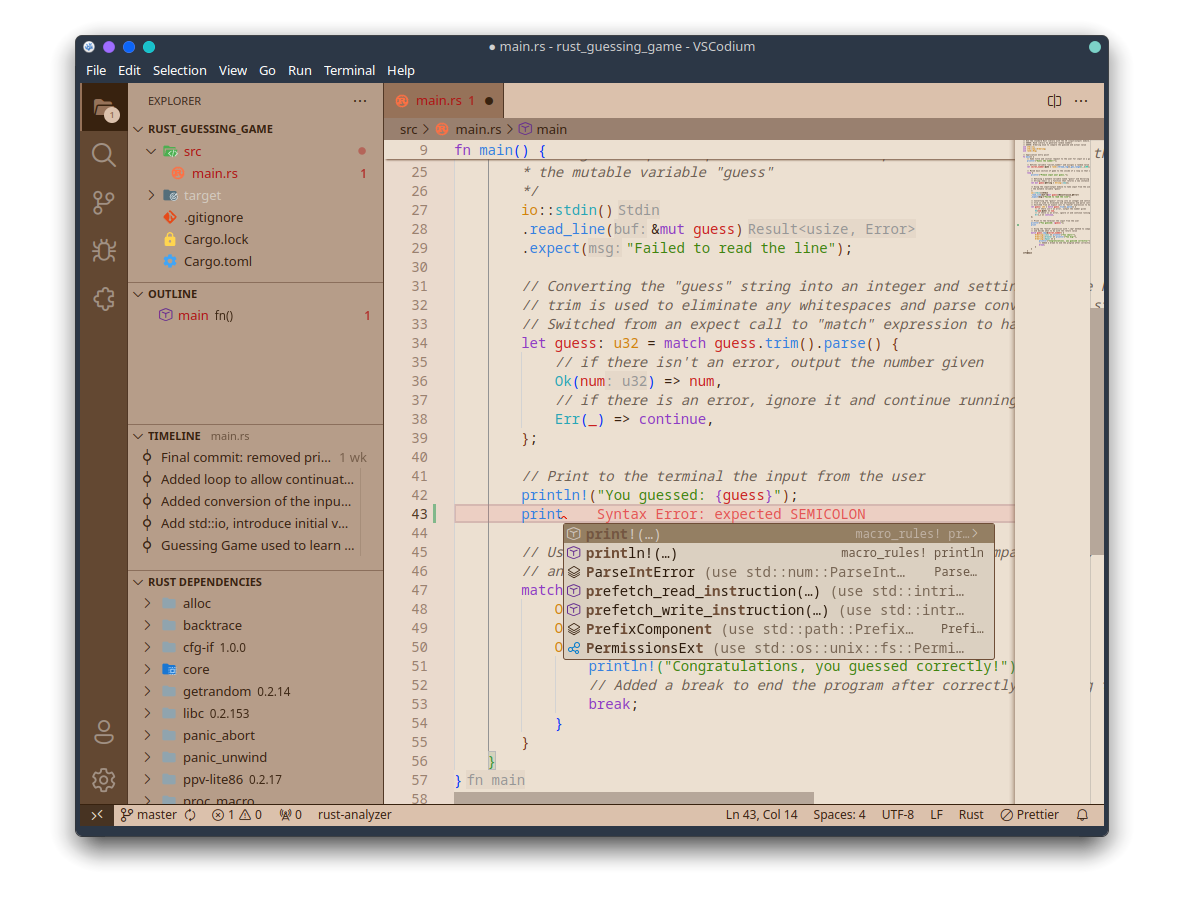 ● main.rs - rust_guessing_game - VSCodium
File Edit Selection View Go Run Terminal Help
EXPLORER ···
1
RUST_GUESSING_GAME
src
main.rs 1
target
.gitignore
Cargo.lock
Cargo.toml
OUTLINE
main fn() 1
TIMELINE main.rs
Final commit: removed pri... 1 wk
Added loop to allow continuat...
Added conversion of the inpu...
Add std::io, introduce initial v...
Guessing Game used to learn ...
RUST DEPENDENCIES
alloc
backtrace
cfg-if 1.0.0
core
getrandom 0.2.14
libc 0.2.153
panic_abort
panic_unwind
ppv-lite86 0.2.17
proc_macro
main.rs 1 ●
src > main.rs > main
9 fn main() {
25 * the mutable variable "guess"
26 */
27 io::stdin() Stdin
28 .read_line(buf: &mut guess) Result<usize, Error>
29 .expect(msg: "Failed to read the line");
30
31 // Converting the "guess" string into an integer and settin
32 // trim is used to eliminate any whitespaces and parse conv
33 // Switched from an expect call to "match" expression to ha
34 let guess: u32 = match guess.trim().parse() {
35 // if there isn't an error, output the number given
36 Ok(num: u32) => num,
37 // if there is an error, ignore it and continue running
38 Err(_) => continue,
39 };
40
41 // Print to the terminal the input from the user
42 println!("You guessed: {guess}");
43 print Syntax Error: expected SEMICOLON
44 print!(…) macro_rules! pr…>
45 // Us println!(…) macro_rules! println mpa
46 // an ParseIntError (use std::num::ParseInt… Parse…
47 match prefetch_read_instruction(…) (use std::intri…
48 O prefetch_write_instruction(…) (use std::intr…
49 O PrefixComponent (use std::path::Prefix… Prefi…
50 O PermissionsExt (use std::os::unix::fs::Permi…
51 println!("Congratulations, you guessed correctly!")
52 // Added a break to end the program after correctly
53 break;
54 }
55 }
56 }
57 } fn main
58
master 1 0 0 rust-analyzer Ln 43, Col 14 Spaces: 4 UTF-8 LF Rust Prettier